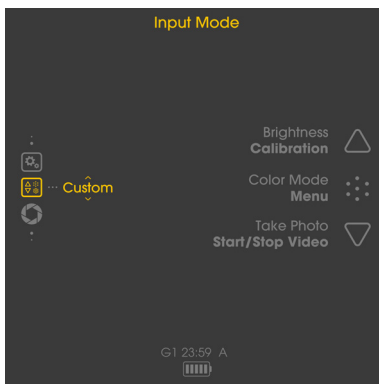 Input Mode
Brightness
Calibration
Custom
Color Mode
Menu
Take Photo
Start/Stop Video
G1 23:59 A